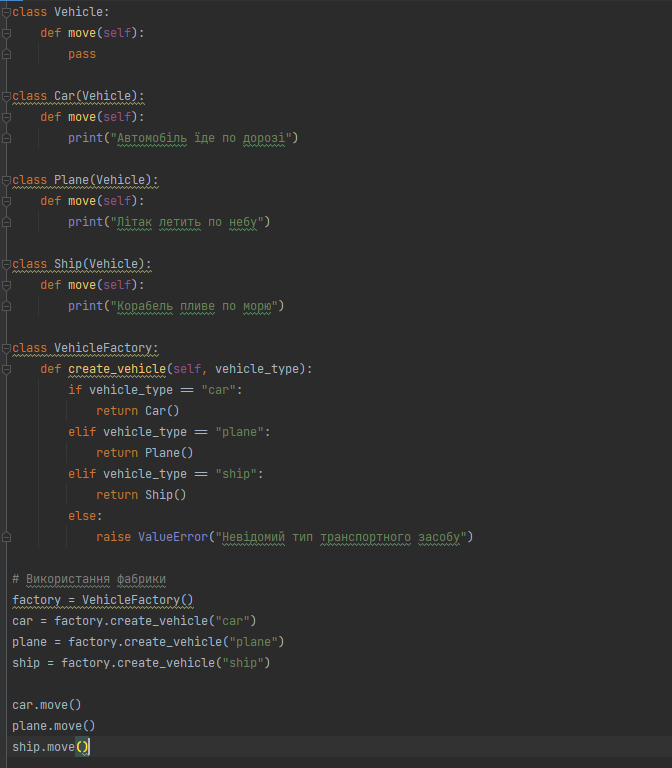 class Vehicle:
    def move(self):
        pass

class Car(Vehicle):
    def move(self):
        print("Автомобіль їде по дорозі")

class Plane(Vehicle):
    def move(self):
        print("Літак летить по небу")

class Ship(Vehicle):
    def move(self):
        print("Корабель пливе по морю")

class VehicleFactory:
    def create_vehicle(self, vehicle_type):
        if vehicle_type == "car":
            return Car()
        elif vehicle_type == "plane":
            return Plane()
        elif vehicle_type == "ship":
            return Ship()
        else:
            raise ValueError("Невідомий тип транспортного засобу")

# Використання фабрики
factory = VehicleFactory()
car = factory.create_vehicle("car")
plane = factory.create_vehicle("plane")
ship = factory.create_vehicle("ship")

car.move()
plane.move()
ship.move()